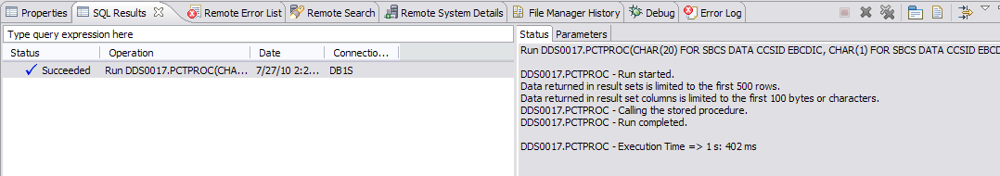 Properties SQL Results Remote Error List Remote Search Remote System Details File Manager History Debug Error Log
Type query expression here
Status Operation Date Connectio...
Succeeded Run DDS0017.PCTPROC(CHA... 7/27/10 2:2... DB1S
Status Parameters
Run DDS0017.PCTPROC(CHAR(20) FOR SBCS DATA CCSID EBCDIC, CHAR(1) FOR SBCS DATA CCSID EBCD
DDS0017.PCTPROC - Run started.
Data returned in result sets is limited to the first 500 rows.
Data returned in result set columns is limited to the first 100 bytes or characters.
DDS0017.PCTPROC - Calling the stored procedure.
DDS0017.PCTPROC - Run completed.
DDS0017.PCTPROC - Execution Time => 1 s: 402 ms